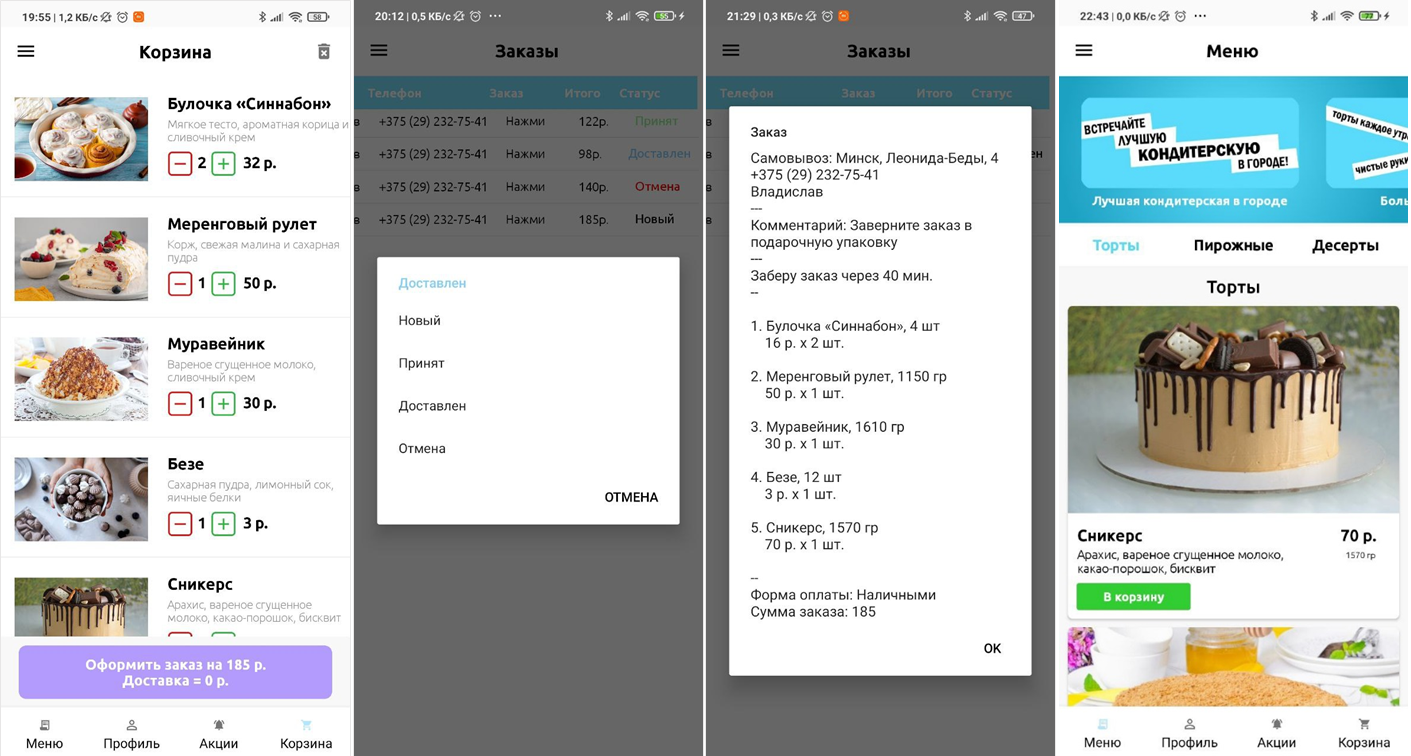 19:55 | 1,2 КБ/с
58
Корзина
Булочка «Синнабон»
Мягкое тесто, ароматная корица и
сливочный крем
2 32 р.
Меренговый рулет
Корж, свежая малина и сахарная
пудра
1 50 р.
Муравейник
Вареное сгущенное молоко,
сливочный крем
1 30 р.
Безе
Сахарная пудра, лимонный сок,
яичные белки
1 3 р.
Сникерс
Арахис, вареное сгущенное
молоко, какао-порошок, бисквит
Оформить заказ на 185 р.
Доставка = 0 р.
Меню Профиль Акции Корзина
20:12 | 0,5 КБ/с
55
Заказы
Телефон Заказ Итого Статус
в +375 (29) 232-75-41 Нажми 122р. Принят
в +375 (29) 232-75-41 Нажми 98р. Доставлен
в +375 (29) 232-75-41 Нажми 140р. Отмена
в +375 (29) 232-75-41 Нажми 185р. Новый
Доставлен
Новый
Принят
Доставлен
Отмена
ОТМЕНА
21:29 | 0,3 КБ/с
47
Заказы
Телефон Заказ Итого Статус
в
в ен
в
в
Заказ
Самовывоз: Минск, Леонида-Беды, 4
+375 (29) 232-75-41
Владислав
---
Комментарий: Заверните заказ в
подарочную упаковку
---
Заберу заказ через 40 мин.
--
1. Булочка «Синнабон», 4 шт
16 р. x 2 шт.
2. Меренговый рулет, 1150 гр
50 р. x 1 шт.
3. Муравейник, 1610 гр
30 р. x 1 шт.
4. Безе, 12 шт
3 р. x 1 шт.
5. Сникерс, 1570 гр
70 р. x 1 шт.
--
Форма оплаты: Наличными
Сумма заказа: 185
OK
22:43 | 0,0 КБ/с
77
Меню
ВСТРЕЧАЙТЕ
ЛУЧШУЮ
КОНДИТЕРСКУЮ
В ГОРОДЕ!
Лучшая кондитерская в городе
ТОРТЫ КАЖДОЕ УТР
ЧИСТЫЕ РУКИ
Боль
Торты Пирожные Десерты
Торты
Сникерс 70 р.
Арахис, вареное сгущенное молоко,
какао-порошок, бисквит
1570 гр
В корзину
Меню Профиль Акции Корзина